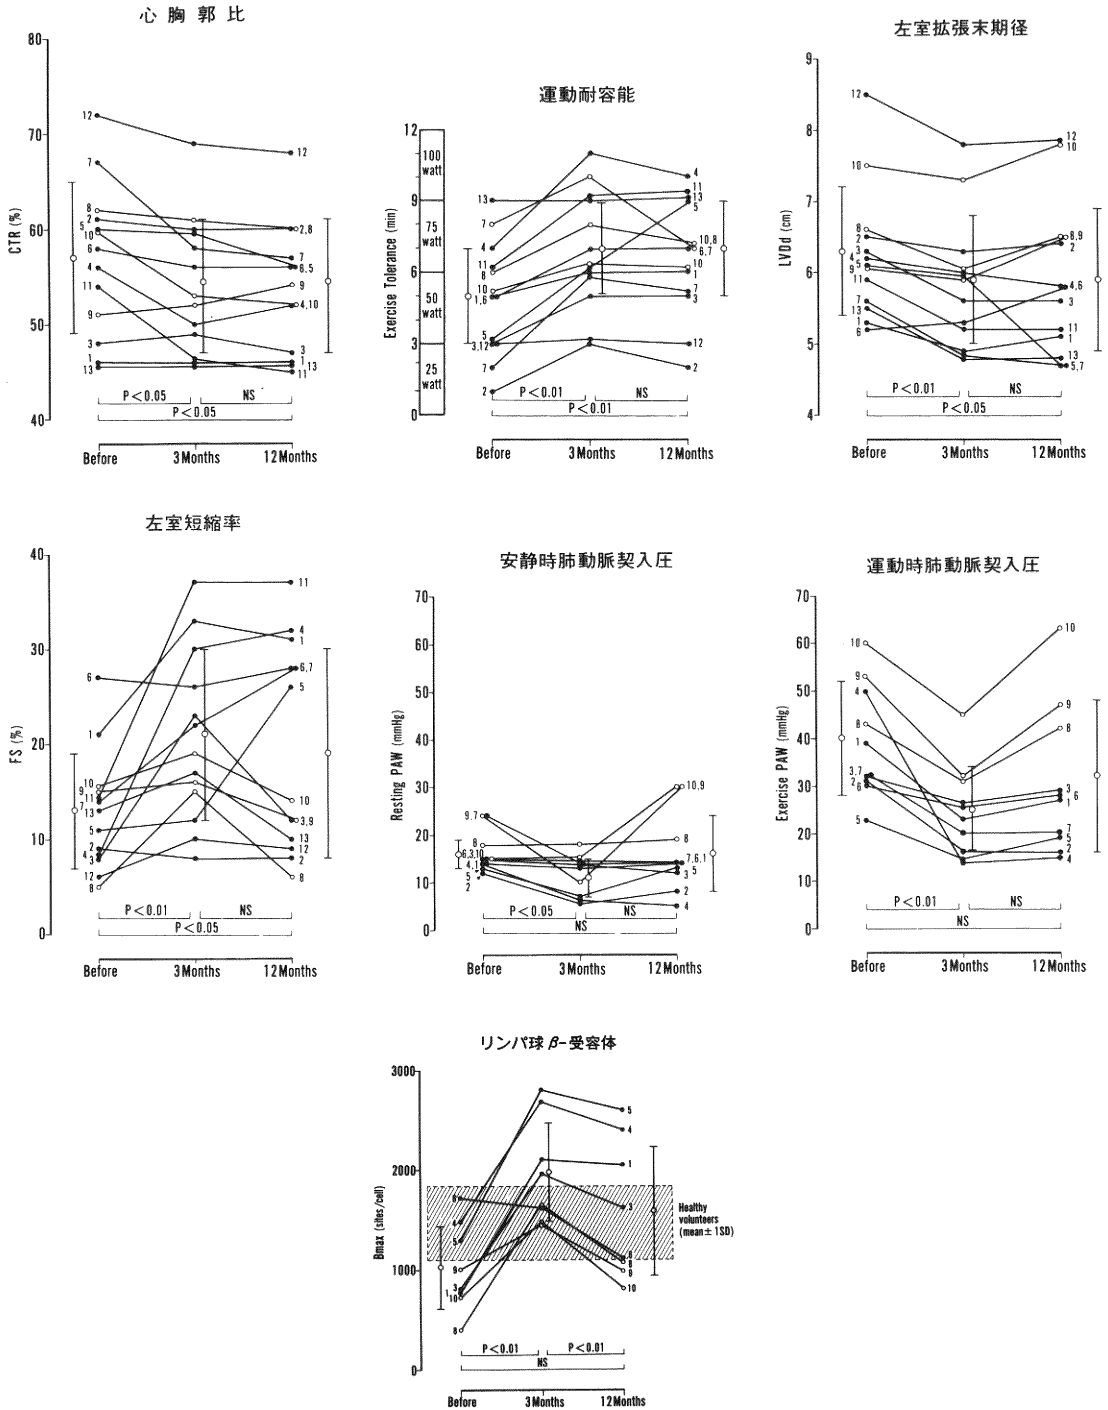 心胸郭比
CTR (%)
80
70
60
50
40
12
7
8
2
5
10
6
4
11
9
3
1
13
12
2,8
7
6,5
9
4,10
3
1
13
11
P<0.05
NS
P<0.05
Before
3 Months
12 Months
運動耐容能
Exercise Tolerance (min)
12
9
6
3
0
100 watt.
75 watt
50 watt
25 watt
13
7
4
11
8
10
1,6
5
3,12
7
2
4
11
13
5
10,8
6,7
10
1
7
3
12
2
P<0.01
NS
P<0.01
Before
3 Months
12 Months
左室拡張末期径
LVDd (cm)
9
8
7
6
5
4
12
10
8
2
3
4
5
9
11
7
13
1
6
12
10
8,9
2
4,6
3
11
1
13
5,7
P<0.01
NS
P<0.05
Before
3 Months
12 Months
左室短縮率
FS (%)
40
30
20
10
0
6
1
10
9
11
7
13
5
2
4
3
12
8
11
4
1
6,7
5
10
3,9
13
12
2
8
P<0.01
NS
P<0.05
Before
3 Months
12 Months
安静時肺動脈契入圧
Resting PAW (mmHg)
70
60
50
40
30
20
10
0
9,7
8
6,3,10
4,1
5
2
10,9
8
7,6,1
5
3
2
4
P<0.05
NS
NS
Before
3 Months
12 Months
運動時肺動脈契入圧
Exercise PAW (mmHg)
70
60
50
40
30
20
10
0
10
9
4
8
1
3,7
2
6
5
10
9
8
3
6
1
7
5
2
4
P<0.01
NS
NS
Before
3 Months
12 Months
リンパ球β-受容体
Bmax (sites/cell)
3000
2000
1000
0
4
5
9
3
1
10
8
5
4
1
3
8
9
10
Healthy
volunteers
(mean±1SD)
P<0.01
P<0.01
NS
Before
3 Months
12 Months